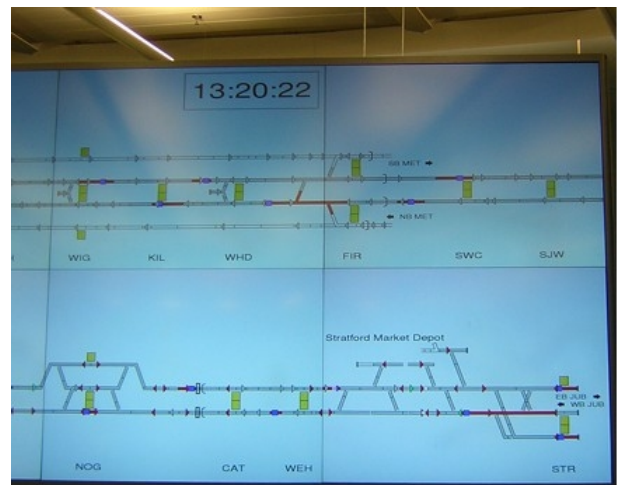 13:20:22
SB MET
NB MET
WIG KIL WHD FIR SWC SJW
Stratford Market Depot
EB JUB
WB JUB
NOG CAT WEH STR